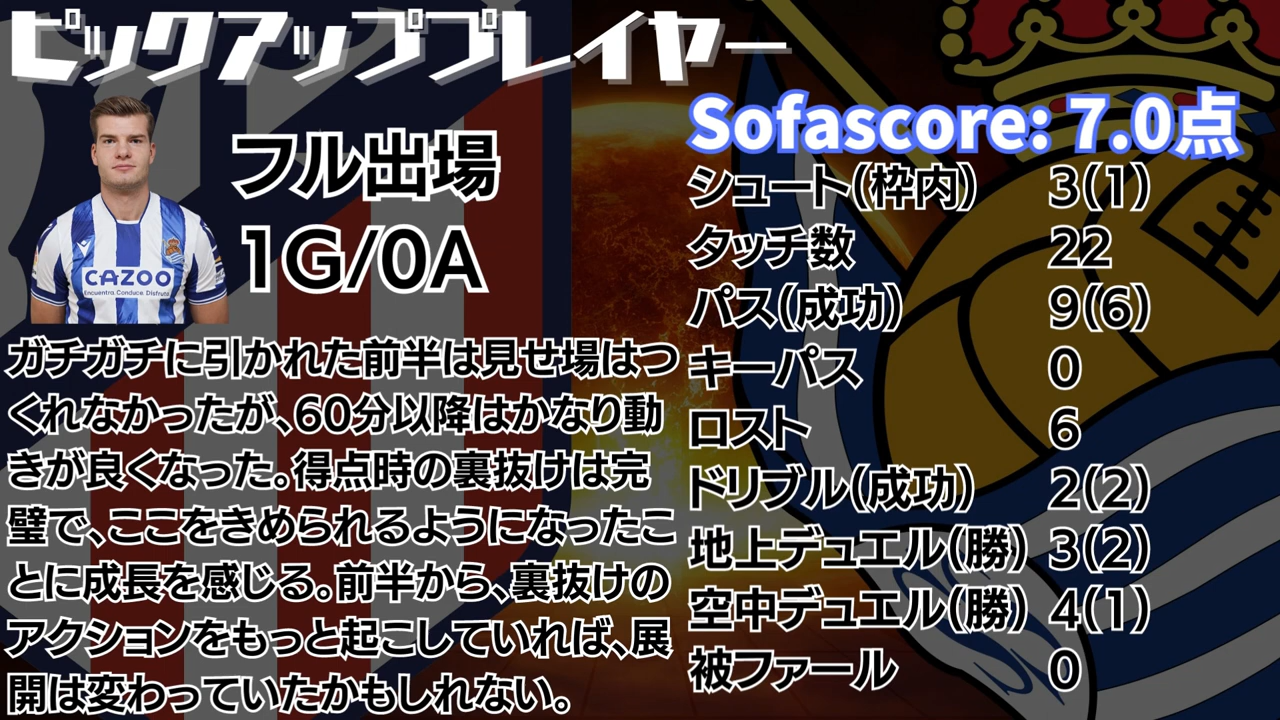 ピックアッププレイヤー
フル出場
1G/0A
CAZOO
Encuentra Conduce Disfruta
ガチガチに引かれた前半は見せ場はつ
くれなかったが、60分以降はかなり動
きが良くなった。得点時の裏抜けは完
璧で、ここをきめられるようになったこ
とに成長を感じる。前半から、裏抜けの
アクションをもっと起こしていれば、展
開は変わっていたかもしれない。
Sofascore: 7.0点
シュート(枠内) 3(1)
タッチ数 22
パス(成功) 9(6)
キーパス 0
ロスト 6
ドリブル(成功) 2(2)
地上デュエル(勝) 3(2)
空中デュエル(勝) 4(1)
被ファール 0